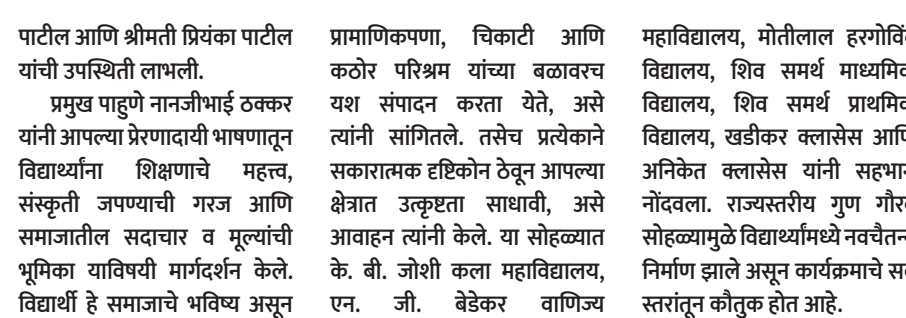 पाटील आणि श्रीमती प्रियंका पाटील
यांची उपस्थिती लाभली.
प्रमुख पाहुणे नानजीभाई ठक्कर
यांनी आपल्या प्रेरणादायी भाषणातून
विद्यार्थ्यांना शिक्षणाचे महत्त्व,
संस्कृती जपण्याची गरज आणि
समाजातील सदाचार व मूल्यांची
भूमिका याविषयी मार्गदर्शन केले.
विद्यार्थी हे समाजाचे भविष्य असून
प्रामाणिकपणा, चिकाटी आणि
कठोर परिश्रम यांच्या बळावरच
यश संपादन करता येते, असे
त्यांनी सांगितले. तसेच प्रत्येकाने
सकारात्मक दृष्टिकोन ठेवून आपल्या
क्षेत्रात उत्कृष्टता साधावी, असे
आवाहन त्यांनी केले. या सोहळ्यात
के. बी. जोशी कला महाविद्यालय,
एन. जी. बेडेकर वाणिज्य
महाविद्यालय, मोतीलाल
विद्यालय, शिव समर्थ
विद्यालय, शिव समर्थ
विद्यालय, खडीकर क्लासेस
अनिकेत क्लासेस यांनी
नोंदवला. राज्यस्तरीय गुण
सोहळ्यामुळे विद्यार्थ्यांमध्ये
निर्माण झाले असून कार्यक्रमाचे
स्तरांतून कौतुक होत आहे.